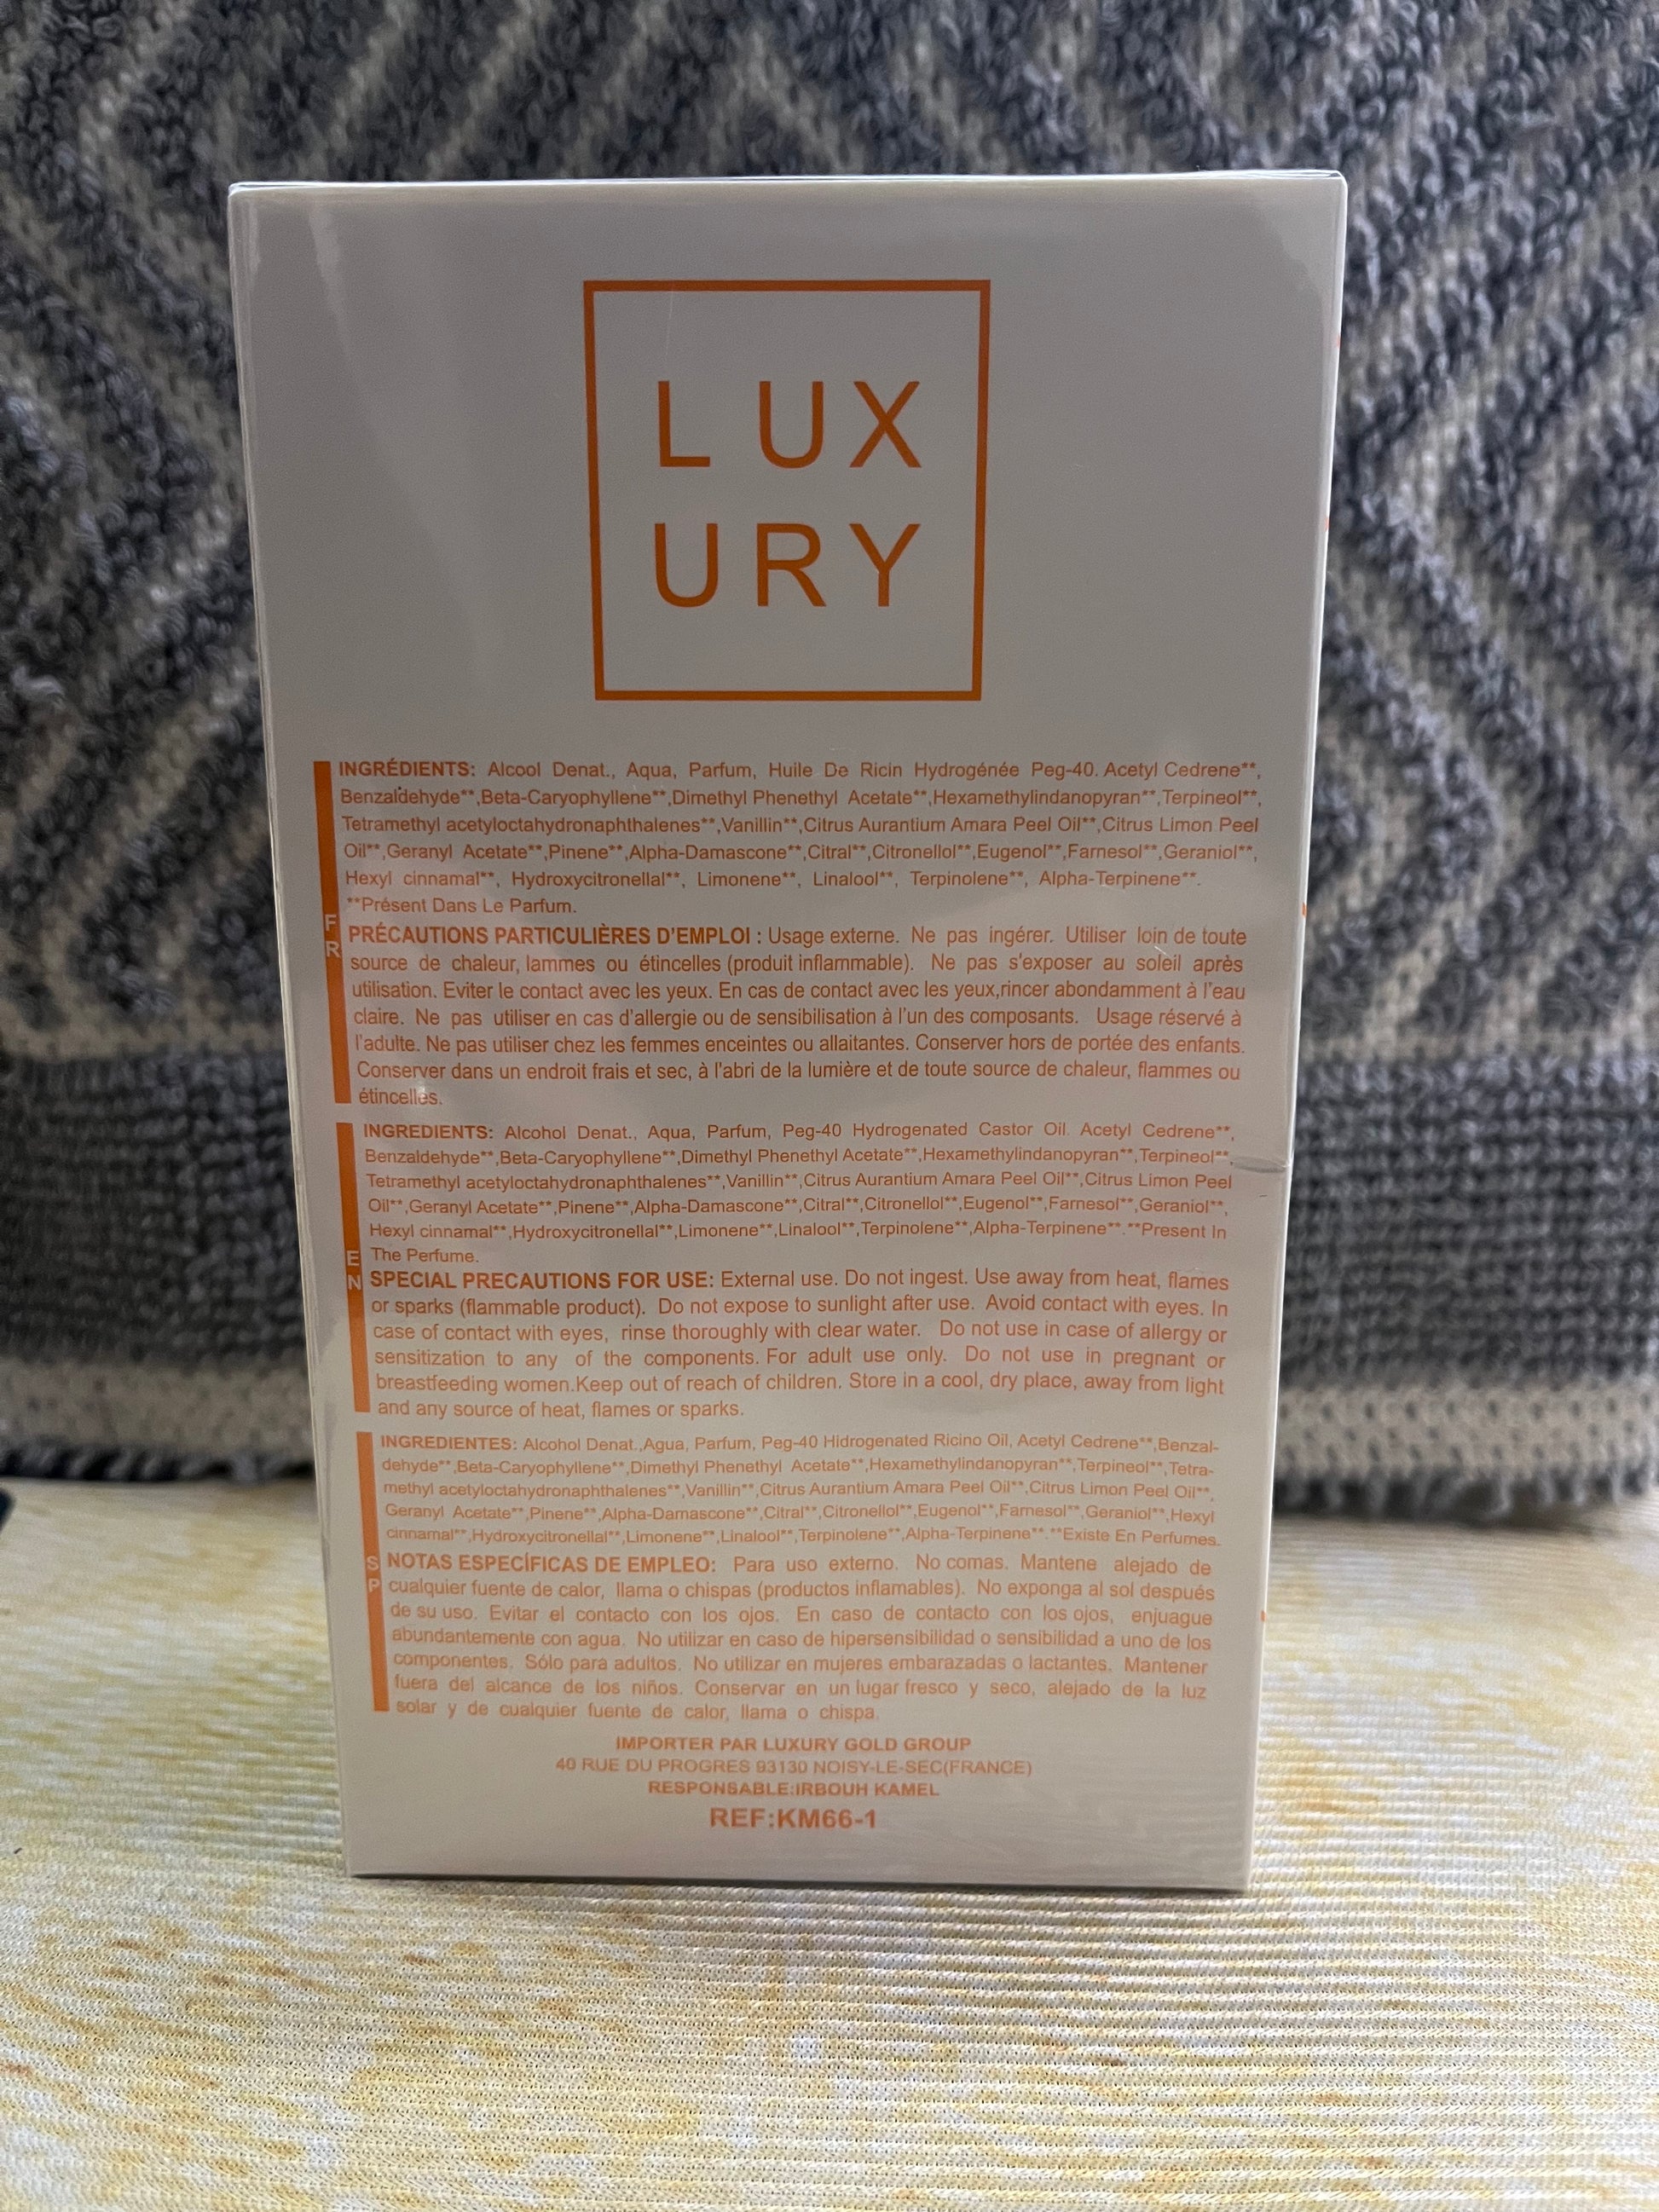 L UX
URY
INGRÉDIENTS: Alcool Denat., Aqua, Parfum, Huile De Ricin Hydrogénée Peg-40. Acetyl Cedrene**,
Benzaldehyde**,Beta-Caryophyllene**,Dimethyl Phenethyl Acetate**,Hexamethylindanopyran**,Terpineol**,
Tetramethyl acetyloctahydronaphthalenes**,Vanillin**,Citrus Aurantium Amara Peel Oil**,Citrus Limon Peel
Oil**,Geranyl Acetate**,Pinene**,Alpha-Damascone**,Citral**,Citronellol**,Eugenol**,Farnesol**,Geraniol**,
Hexyl cinnamal**, Hydroxycitronellal**, Limonene**, Linalool**, Terpinolene**, Alpha-Terpinene**.
**Présent Dans Le Parfum.
FR
PRÉCAUTIONS PARTICULIÈRES D'EMPLOI : Usage externe. Ne pas ingérer. Utiliser loin de toute
source de chaleur, lammes ou étincelles (produit inflammable). Ne pas s'exposer au soleil après
utilisation. Eviter le contact avec les yeux. En cas de contact avec les yeux,rincer abondamment à l'eau
claire. Ne pas utiliser en cas d'allergie ou de sensibilisation à l'un des composants. Usage réservé à
l'adulte. Ne pas utiliser chez les femmes enceintes ou allaitantes. Conserver hors de portée des enfants.
Conserver dans un endroit frais et sec, à l'abri de la lumière et de toute source de chaleur, flammes ou
étincelles.
INGREDIENTS: Alcohol Denat., Aqua, Parfum, Peg-40 Hydrogenated Castor Oil. Acetyl Cedrene**,
Benzaldehyde**,Beta-Caryophyllene**,Dimethyl Phenethyl Acetate**,Hexamethylindanopyran**,Terpineol**,
Tetramethyl acetyloctahydronaphthalenes**,Vanillin**,Citrus Aurantium Amara Peel Oil**,Citrus Limon Peel
Oil**,Geranyl Acetate**,Pinene**,Alpha-Damascone**,Citral**,Citronellol**,Eugenol**,Farnesol**,Geraniol**,
Hexyl cinnamal**,Hydroxycitronellal**,Limonene**,Linalool**,Terpinolene**,Alpha-Terpinene**.**Present In
The Perfume.
EN
SPECIAL PRECAUTIONS FOR USE: External use. Do not ingest. Use away from heat, flames
or sparks (flammable product). Do not expose to sunlight after use. Avoid contact with eyes. In
case of contact with eyes, rinse thoroughly with clear water. Do not use in case of allergy or
sensitization to any of the components. For adult use only. Do not use in pregnant or
breastfeeding women.Keep out of reach of children. Store in a cool, dry place, away from light
and any source of heat, flames or sparks.
INGREDIENTES: Alcohol Denat.,Agua, Parfum, Peg-40 Hidrogenated Ricino Oil, Acetyl Cedrene**,Benzal-
dehyde**,Beta-Caryophyllene**,Dimethyl Phenethyl Acetate**,Hexamethylindanopyran**,Terpineol**,Tetra-
methyl acetyloctahydronaphthalenes**,Vanillin**,Citrus Aurantium Amara Peel Oil**,Citrus Limon Peel Oil**,
Geranyl Acetate**,Pinene**,Alpha-Damascone**,Citral**,Citronellol**,Eugenol**,Farnesol**,Geraniol**,Hexyl
cinnamal**,Hydroxycitronellal**,Limonene**,Linalool**,Terpinolene**,Alpha-Terpinene**.**Existe En Perfumes.
SP
NOTAS ESPECÍFICAS DE EMPLEO: Para uso externo. No comas. Mantene alejado de
cualquier fuente de calor, llama o chispas (productos inflamables). No exponga al sol después
de su uso. Evitar el contacto con los ojos. En caso de contacto con los ojos, enjuague
abundantemente con agua. No utilizar en caso de hipersensibilidad o sensibilidad a uno de los
componentes. Sólo para adultos. No utilizar en mujeres embarazadas o lactantes. Mantener
fuera del alcance de los niños. Conservar en un lugar fresco y seco, alejado de la luz
solar y de cualquier fuente de calor, llama o chispa.
IMPORTER PAR LUXURY GOLD GROUP
40 RUE DU PROGRES 93130 NOISY-LE-SEC(FRANCE)
RESPONSABLE:IRBOUH KAMEL
REF:KM66-1